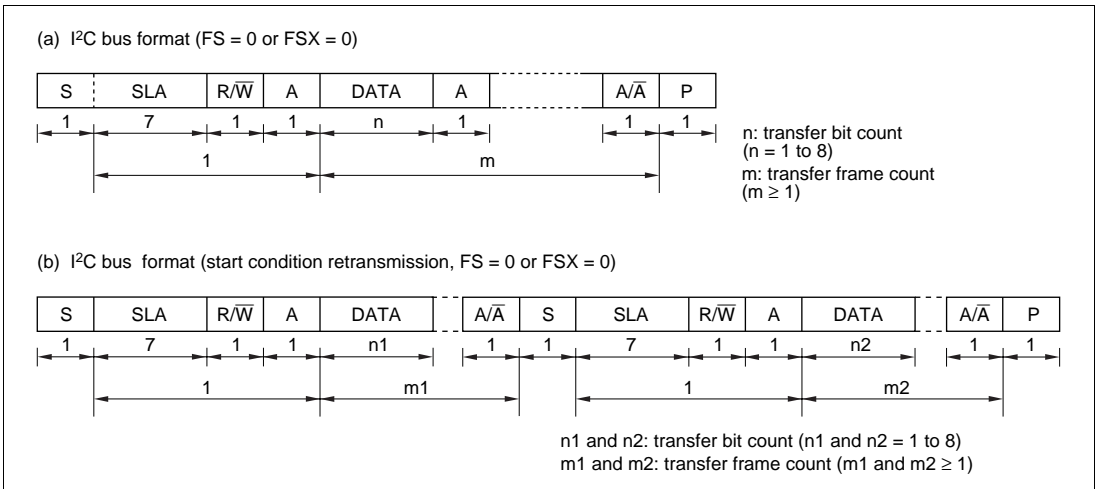 (a) I²C bus format (FS = 0 or FSX = 0)
S SLA R/W̅ A DATA A A/A̅ P
1 7 1 1 n 1 1 1
1 m
n: transfer bit count
(n = 1 to 8)
m: transfer frame count
(m ≥ 1)
(b) I²C bus format (start condition retransmission, FS = 0 or FSX = 0)
S SLA R/W̅ A DATA A/A̅ S SLA R/W̅ A DATA A/A̅ P
1 7 1 1 n1 1 1 7 1 1 n2 1 1
1 m1 1 m2
n1 and n2: transfer bit count (n1 and n2 = 1 to 8)
m1 and m2: transfer frame count (m1 and m2 ≥ 1)